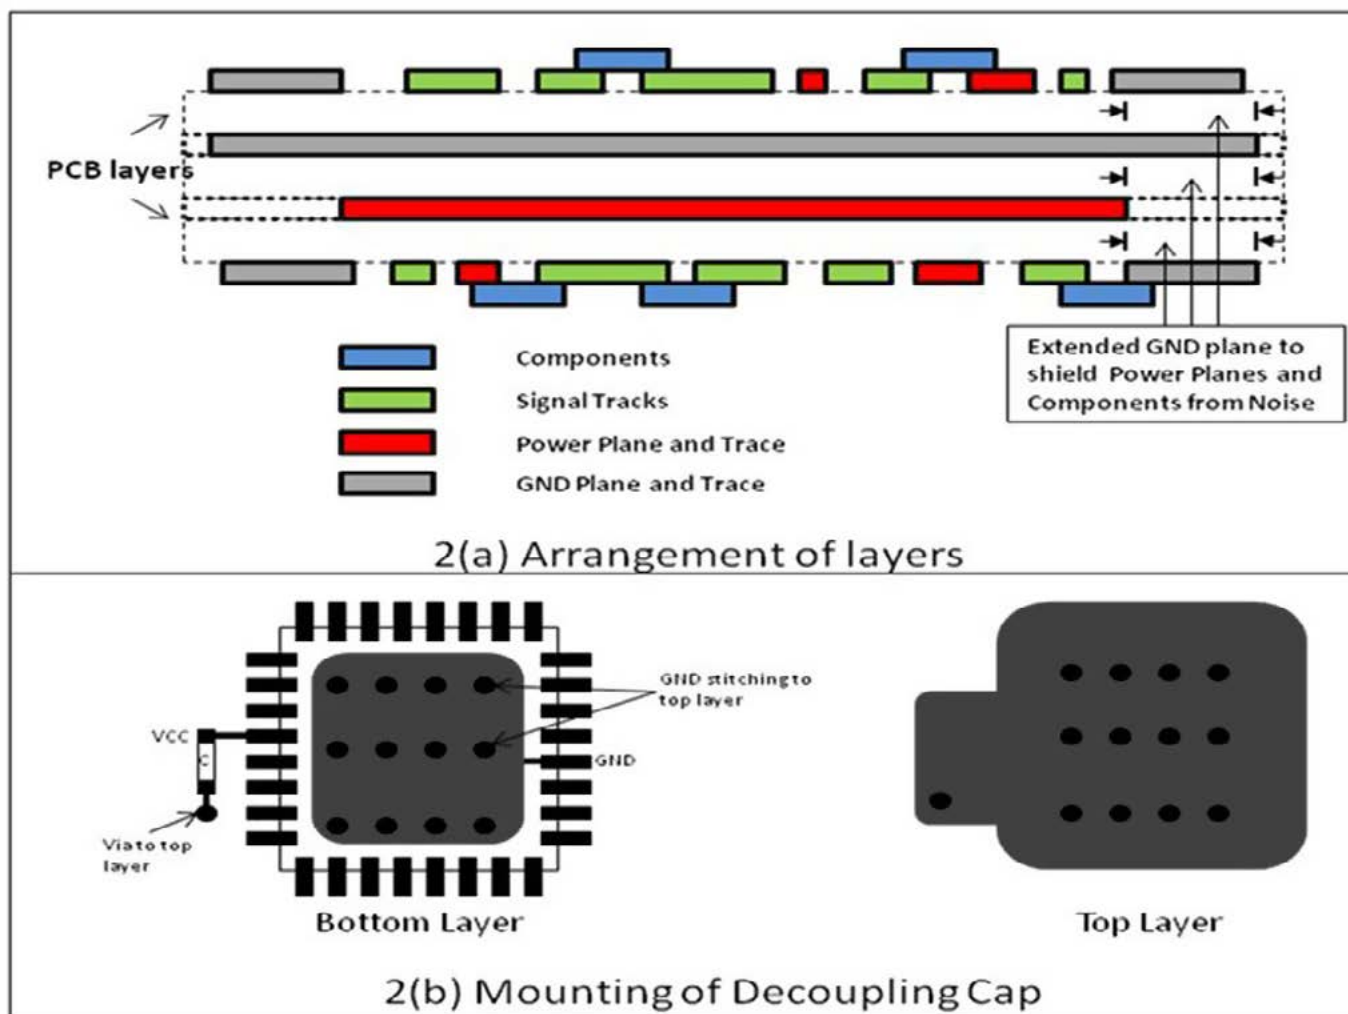 PCB layers
Extended GND plane to
shield Power Planes and
Components from Noise
Components
Signal Tracks
Power Plane and Trace
GND Plane and Trace
2(a) Arrangement of layers
GND stitching to
top layer
VCC
C
GND
Via to top
layer
Bottom Layer
Top Layer
2(b) Mounting of Decoupling Cap